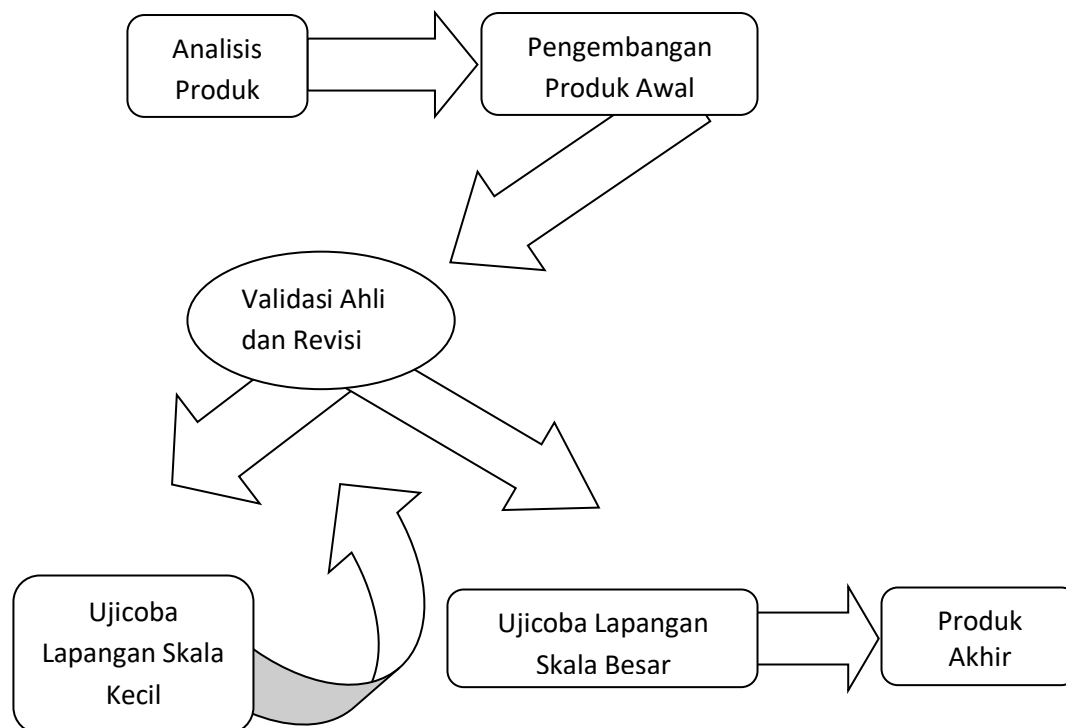 Analisis
Produk
Pengembangan
Produk Awal
Validasi Ahli
dan Revisi
Ujicoba
Lapangan Skala
Kecil
Ujicoba Lapangan
Skala Besar
Produk
Akhir